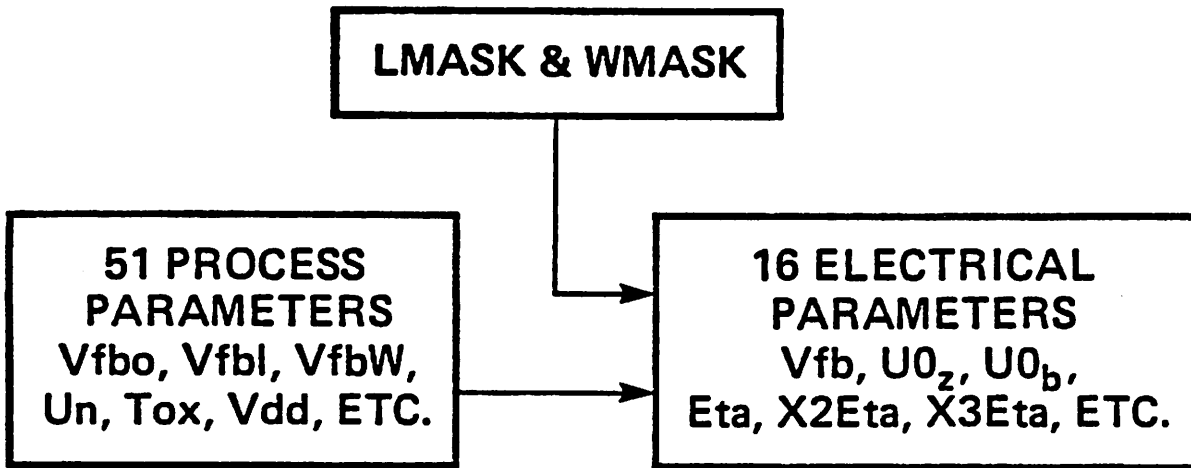 LMASK & WMASK
51 PROCESS
PARAMETERS
Vfbo, Vfbl, VfbW,
Un, Tox, Vdd, ETC.
16 ELECTRICAL
PARAMETERS
Vfb, U0z, U0b,
Eta, X2Eta, X3Eta, ETC.